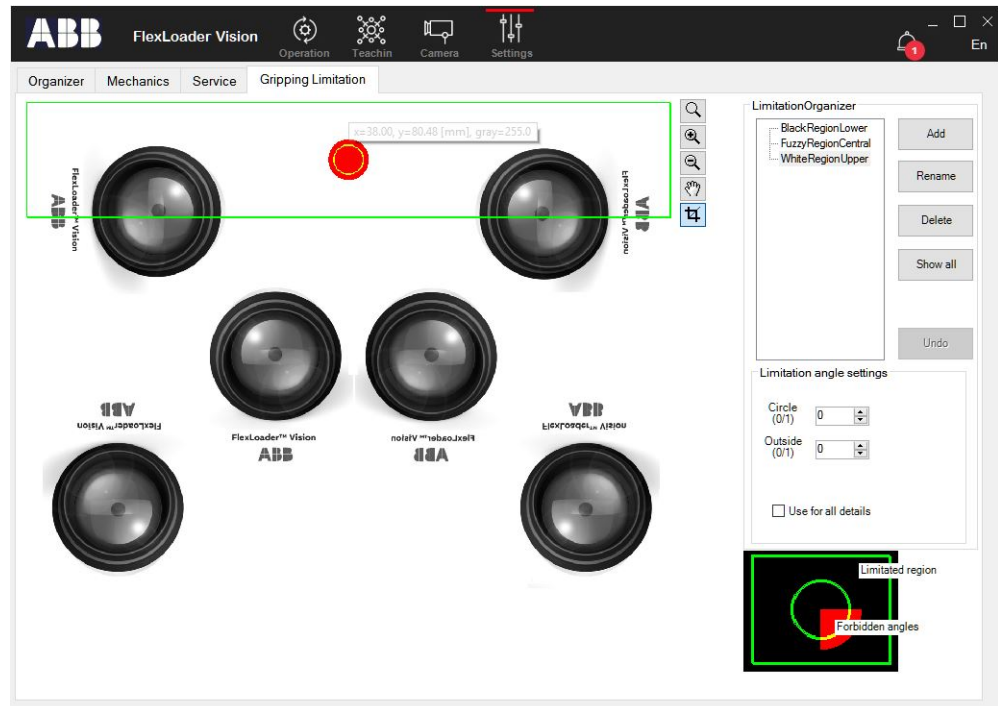 ABB FlexLoader Vision
Operation Teachin Camera Settings
1
En
Organizer Mechanics Service Gripping Limitation
x=38.00, y=80.48 [mm], gray=255.0
FlexLoader™ Vision
ABB
FlexLoader™ Vision
ABB
ABB
FlexLoader™ Vision
FlexLoader™ Vision
ABB
FlexLoader™ Vision
ABB
ABB
FlexLoader™ Vision
LimitationOrganizer
BlackRegionLower
FuzzyRegionCentral
WhiteRegionUpper
Add
Rename
Delete
Show all
Undo
Limitation angle settings
Circle
(0/1)
0
Outside
(0/1)
0
Use for all details
Limitated region
Forbidden angles